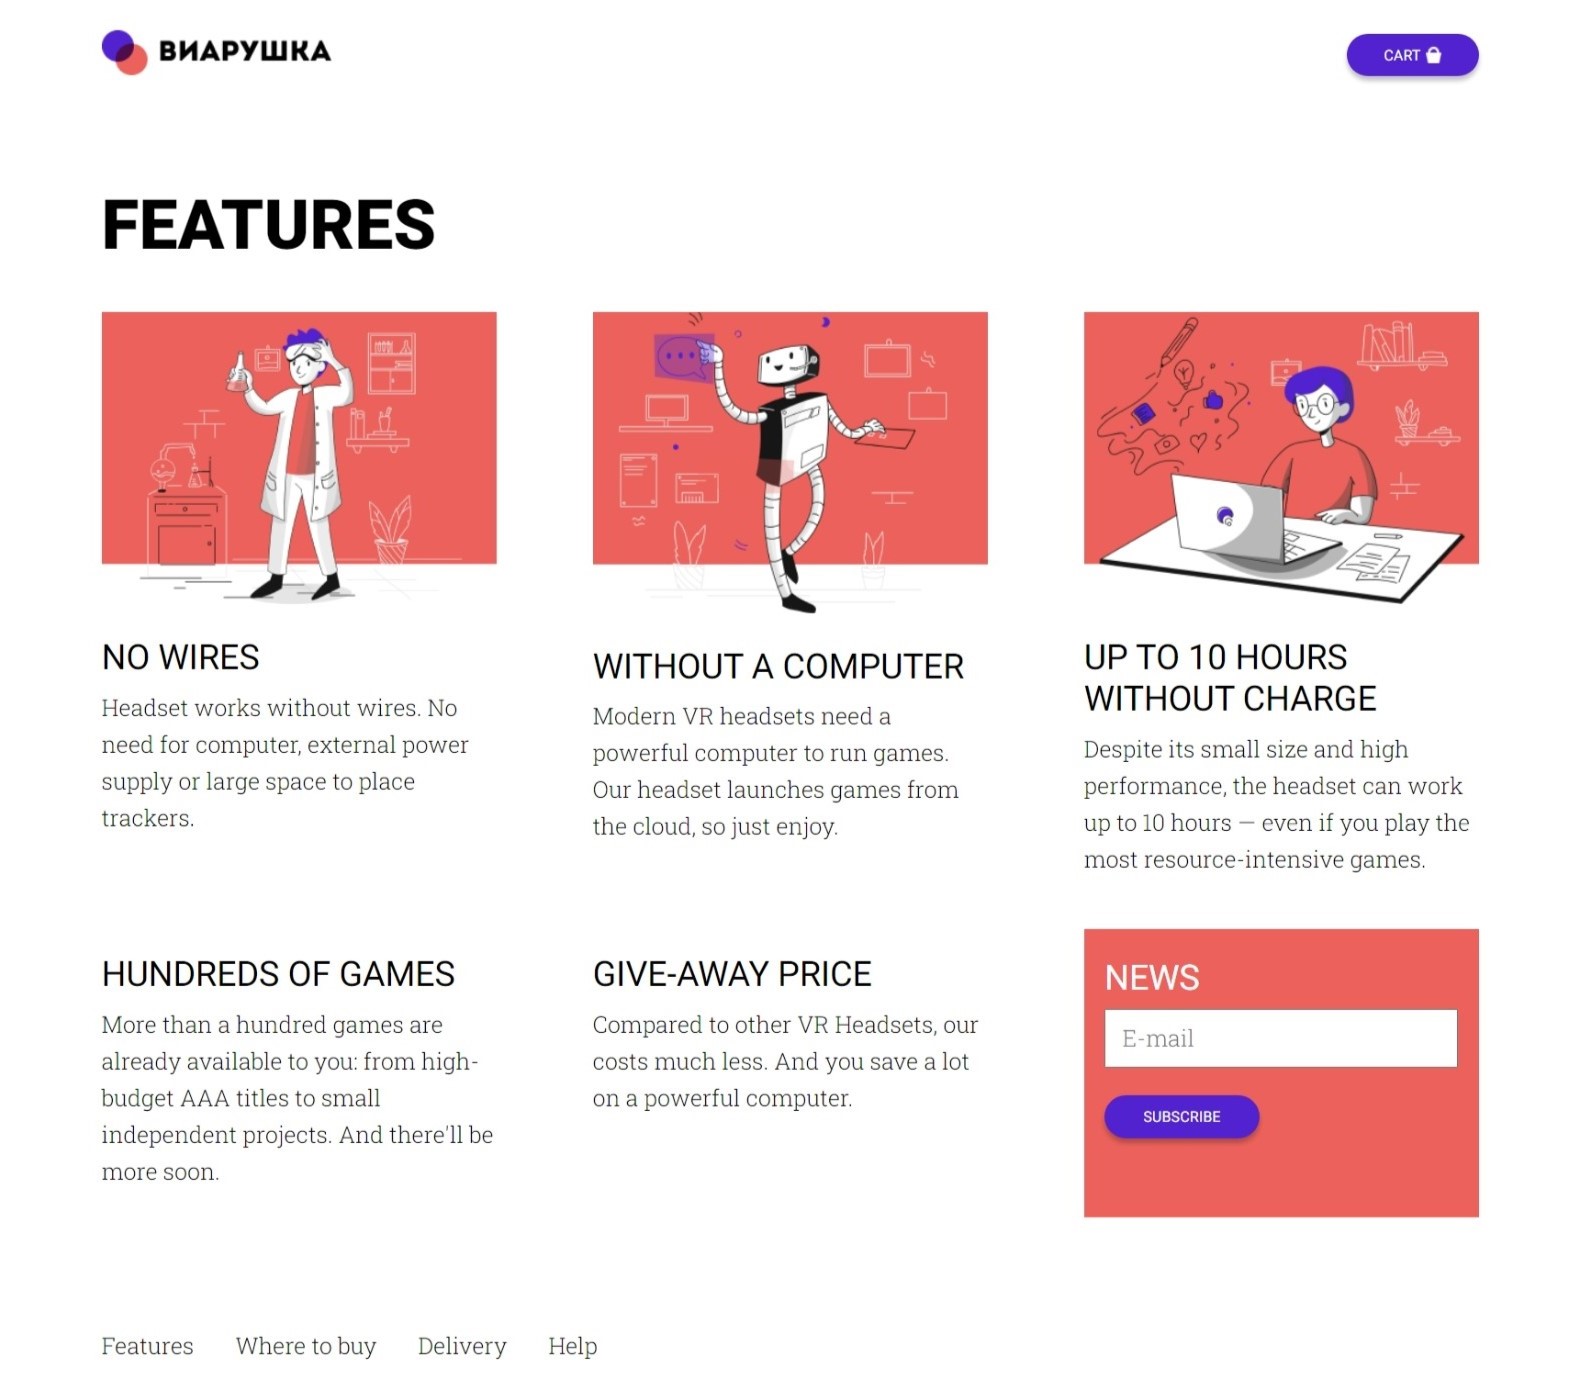 ВИАРУШКА
CART
FEATURES
NO WIRES
Headset works without wires. No
need for computer, external power
supply or large space to place
trackers.
WITHOUT A COMPUTER
Modern VR headsets need a
powerful computer to run games.
Our headset launches games from
the cloud, so just enjoy.
UP TO 10 HOURS
WITHOUT CHARGE
Despite its small size and high
performance, the headset can work
up to 10 hours — even if you play the
most resource-intensive games.
HUNDREDS OF GAMES
More than a hundred games are
already available to you: from high-
budget AAA titles to small
independent projects. And there'll be
more soon.
GIVE-AWAY PRICE
Compared to other VR Headsets, our
costs much less. And you save a lot
on a powerful computer.
NEWS
E-mail
SUBSCRIBE
Features Where to buy Delivery Help